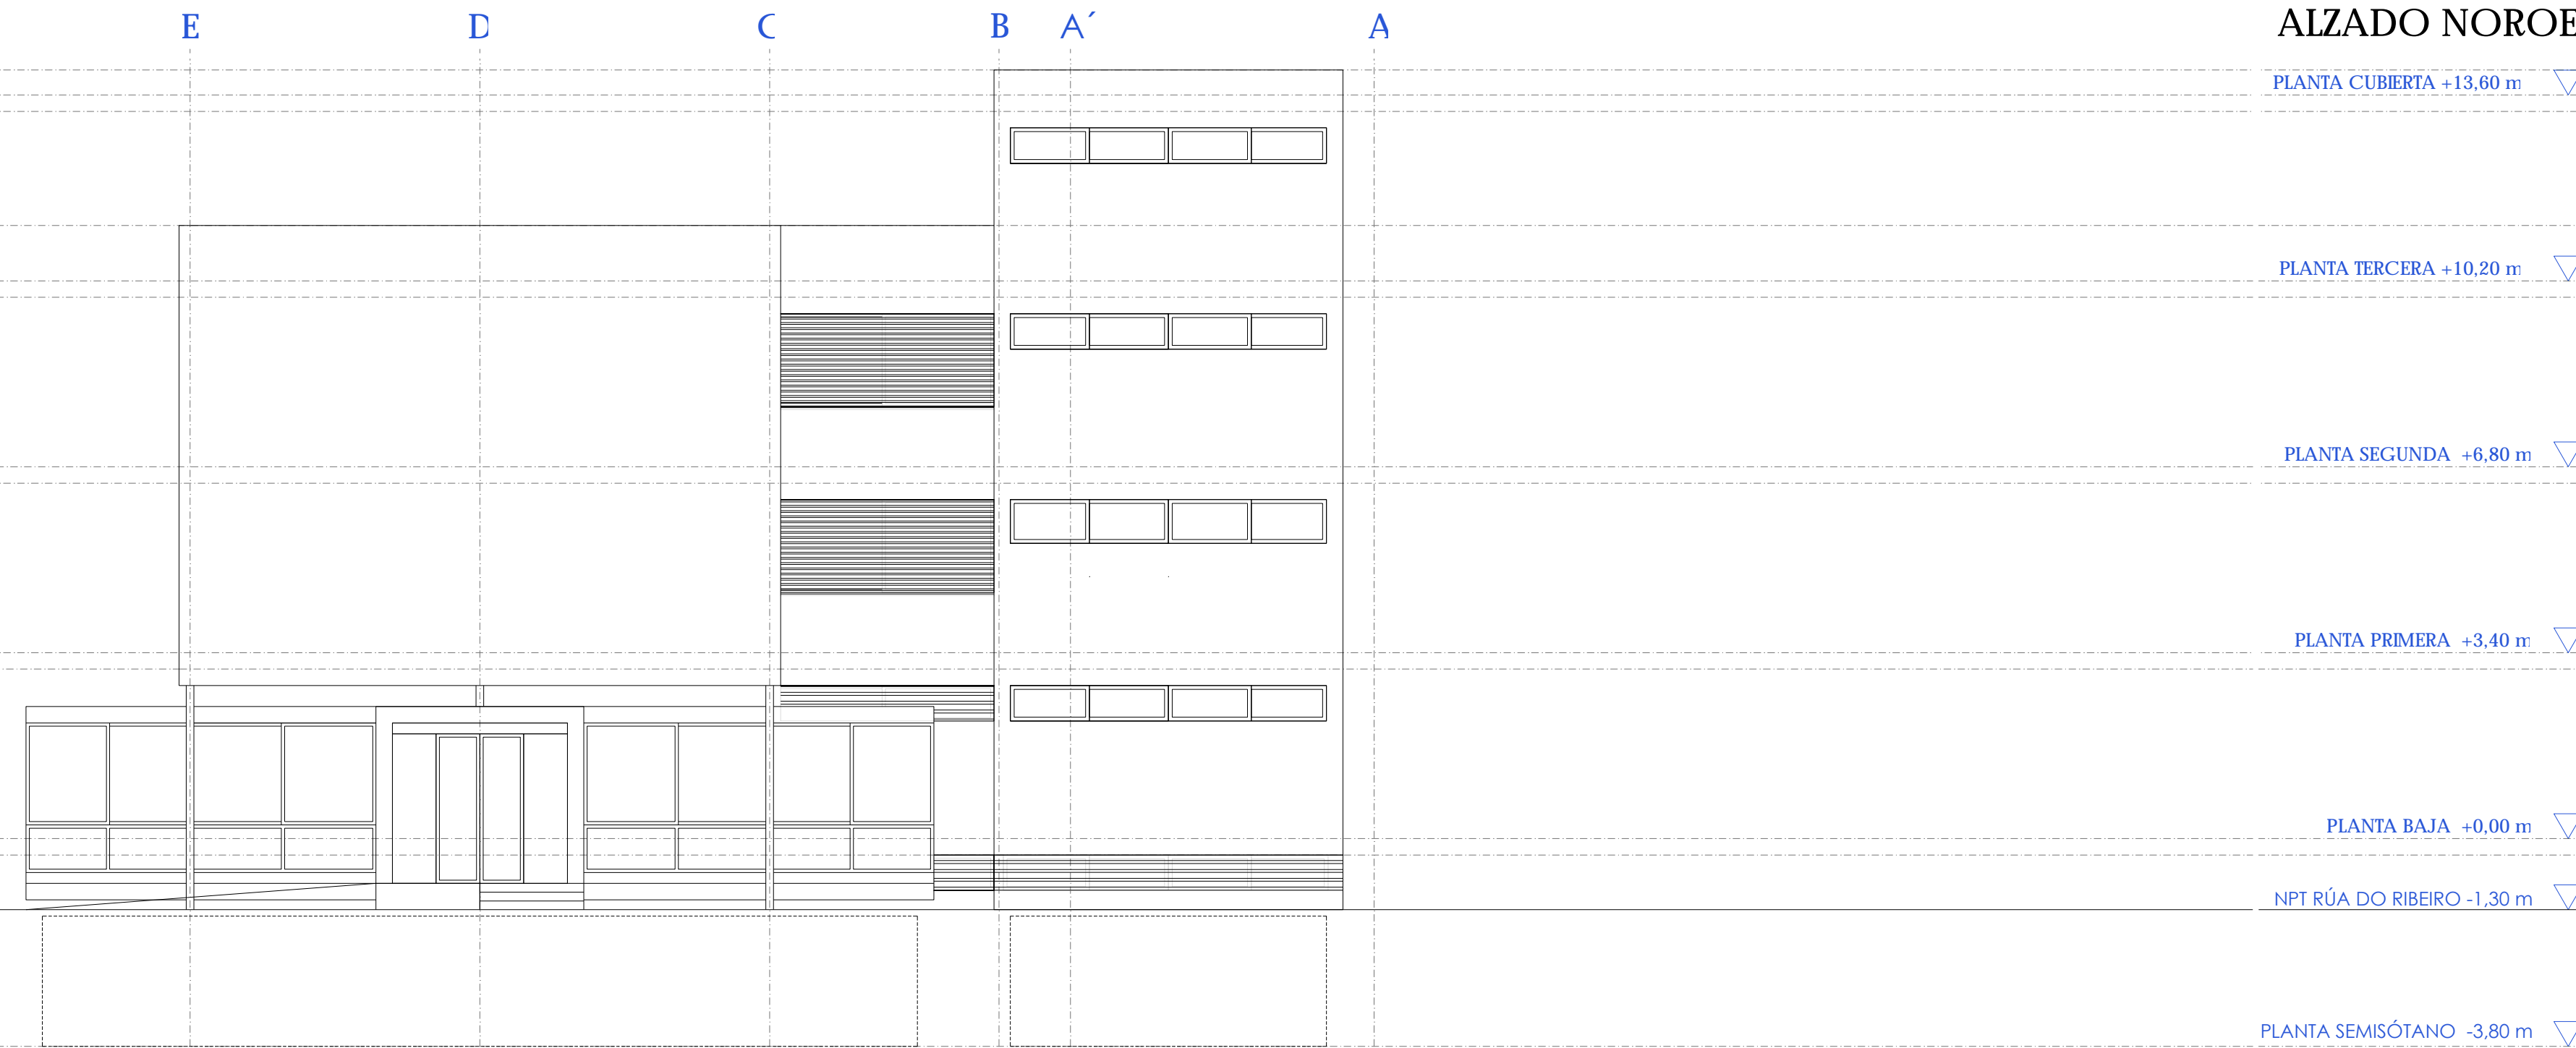 E D C B A´ A
ALZADO NOROE
PLANTA CUBIERTA +13,60 m
PLANTA TERCERA +10,20 m
PLANTA SEGUNDA +6,80 m
PLANTA PRIMERA +3,40 m
PLANTA BAJA +0,00 m
NPT RÚA DO RIBEIRO -1,30 m
PLANTA SEMISÓTANO -3,80 m